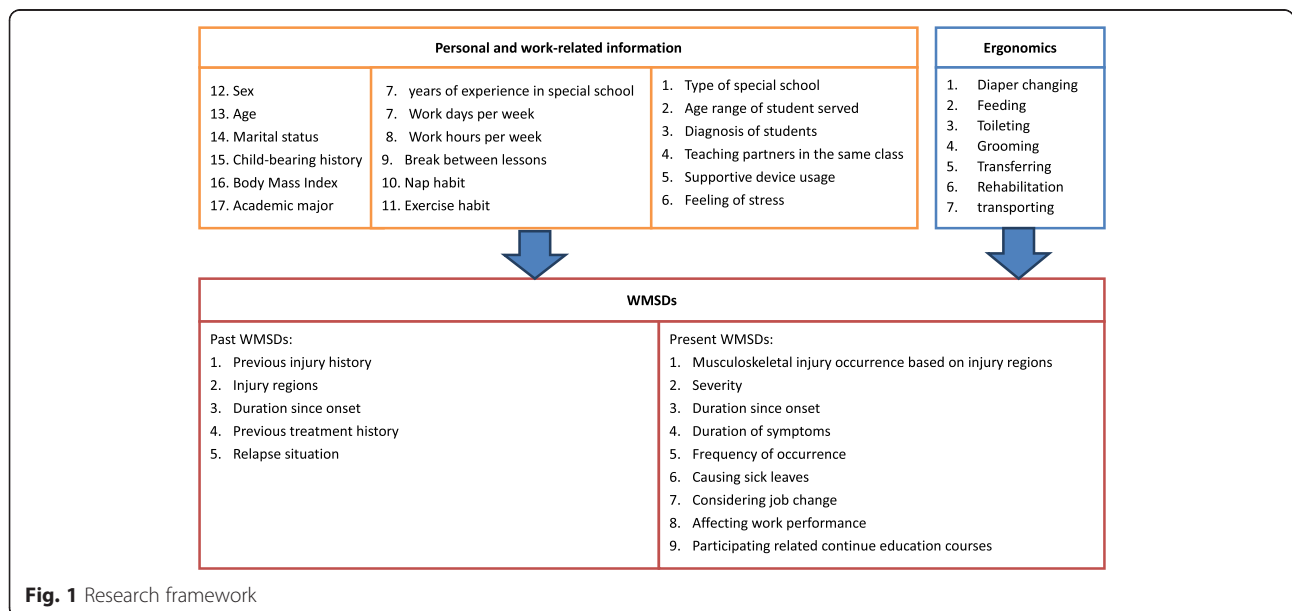 Personal and work-related information
12. Sex
13. Age
14. Marital status
15. Child-bearing history
16. Body Mass Index
17. Academic major
7. years of experience in special school
7. Work days per week
8. Work hours per week
9. Break between lessons
10. Nap habit
11. Exercise habit
1. Type of special school
2. Age range of student served
3. Diagnosis of students
4. Teaching partners in the same class
5. Supportive device usage
6. Feeling of stress
Ergonomics
1. Diaper changing
2. Feeding
3. Toileting
4. Grooming
5. Transferring
6. Rehabilitation
7. transporting
WMSDs
Past WMSDs:
1. Previous injury history
2. Injury regions
3. Duration since onset
4. Previous treatment history
5. Relapse situation
Present WMSDs:
1. Musculoskeletal injury occurrence based on injury regions
2. Severity
3. Duration since onset
4. Duration of symptoms
5. Frequency of occurrence
6. Causing sick leaves
7. Considering job change
8. Affecting work performance
9. Participating related continue education courses
Fig. 1 Research framework